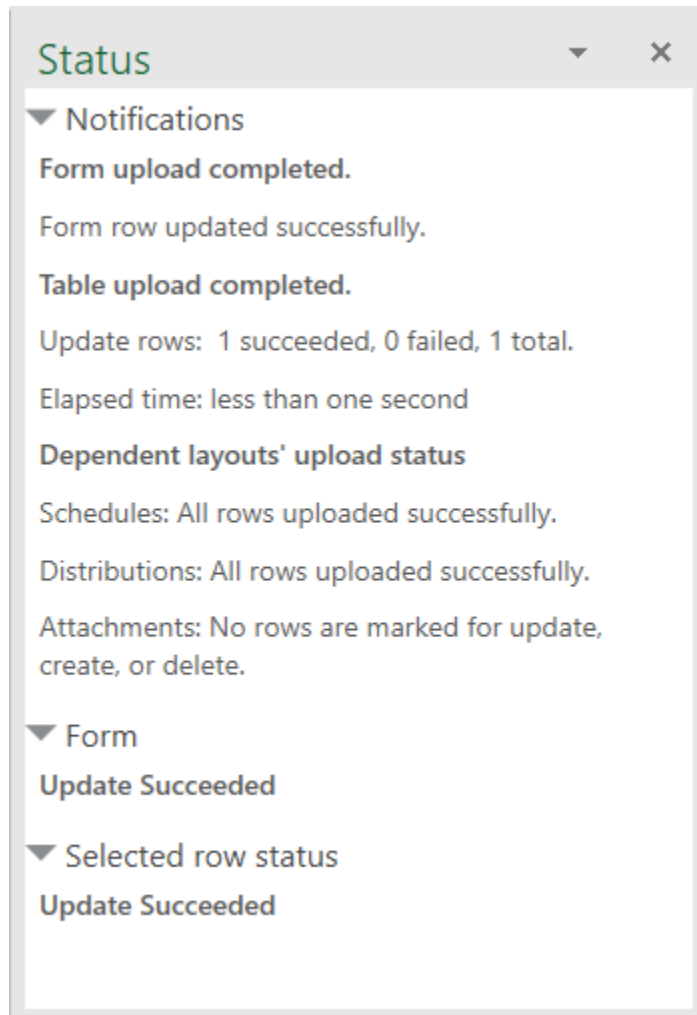 Status
Notifications
Form upload completed.
Form row updated successfully.
Table upload completed.
Update rows:  1 succeeded, 0 failed, 1 total.
Elapsed time: less than one second
Dependent layouts' upload status
Schedules: All rows uploaded successfully.
Distributions: All rows uploaded successfully.
Attachments: No rows are marked for update,
create, or delete.
Form
Update Succeeded
Selected row status
Update Succeeded